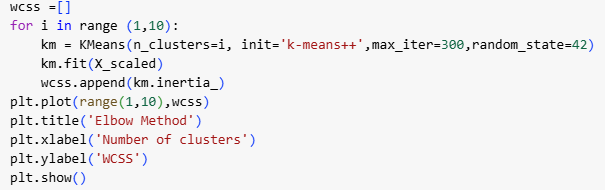 wcss =[]
for i in range (1,10):
    km = KMeans(n_clusters=i, init='k-means++',max_iter=300,random_state=42)
    km.fit(X_scaled)
    wcss.append(km.inertia_)
plt.plot(range(1,10),wcss)
plt.title('Elbow Method')
plt.xlabel('Number of clusters')
plt.ylabel('WCSS')
plt.show()